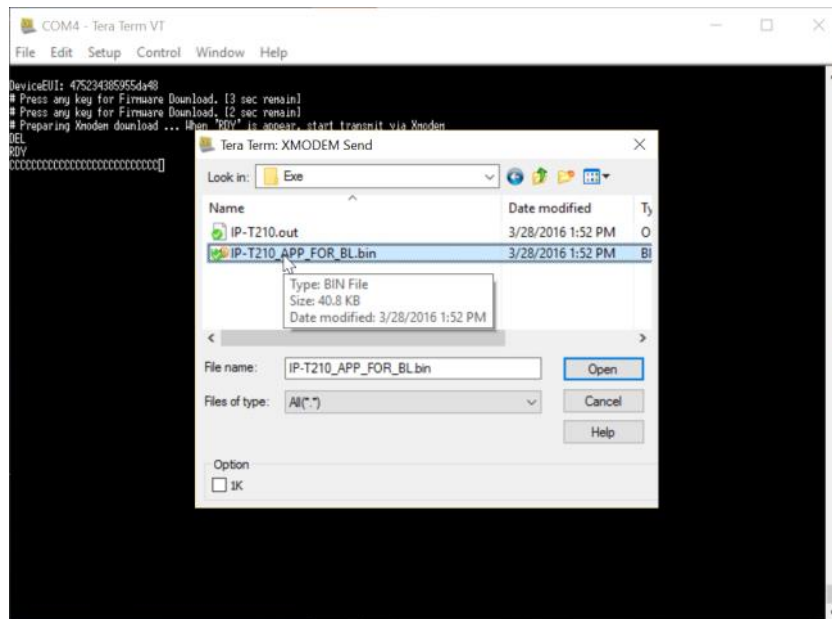 COM4 - Tera Term VT
File Edit Setup Control Window Help
DeviceEUI: 475234385955da48
# Press any key for Firmware Download. [3 sec remain]
# Press any key for Firmware Download. [2 sec remain]
# Preparing Xmodem download ... When "RDY" is appear, start transmit via Xmodem
DEL
RDY
CCCCCCCCCCCCCCCCCCCCCCCCCCCC
Tera Term: XMODEM Send
Look in: Exe
Name Date modified Ty
IP-T210.out 3/28/2016 1:52 PM O
IP-T210_APP_FOR_BL.bin 3/28/2016 1:52 PM BI
Type: BIN File
Size: 40.8 KB
Date modified: 3/28/2016 1:52 PM
File name: IP-T210_APP_FOR_BL.bin Open
Files of type: All(*.*) Cancel
Help
Option
1K